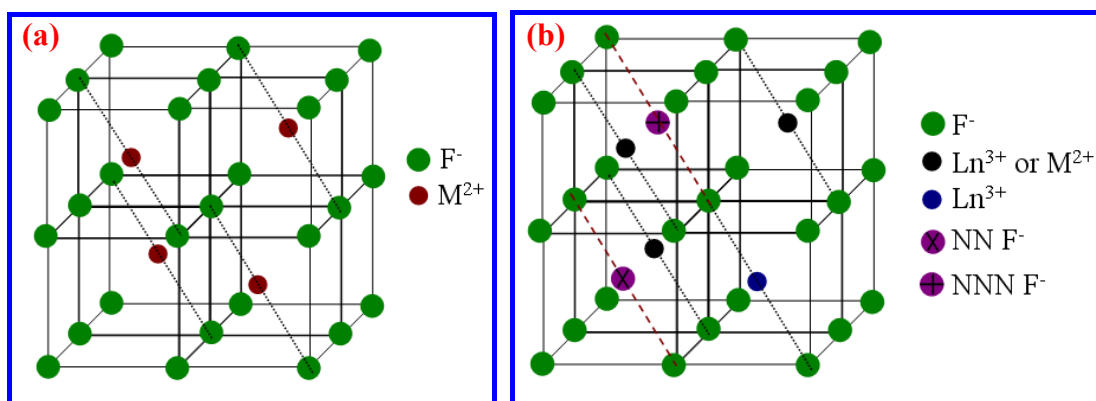 (a)
F⁻
M²⁺
(b)
F⁻
Ln³⁺ or M²⁺
Ln³⁺
NN F⁻
NNN F⁻